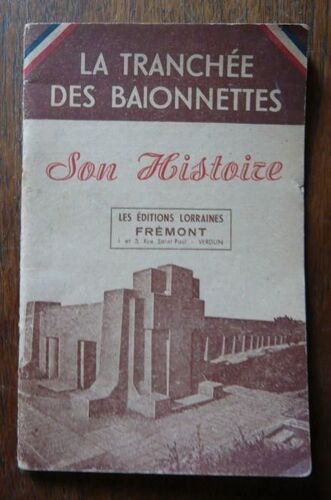 LA TRANCHÉE
DES BAIONNETTES
Son Histoire
LES ÉDITIONS LORRAINES
FRÉMONT
1 et 3, Rue Saint-Paul - VERDUN